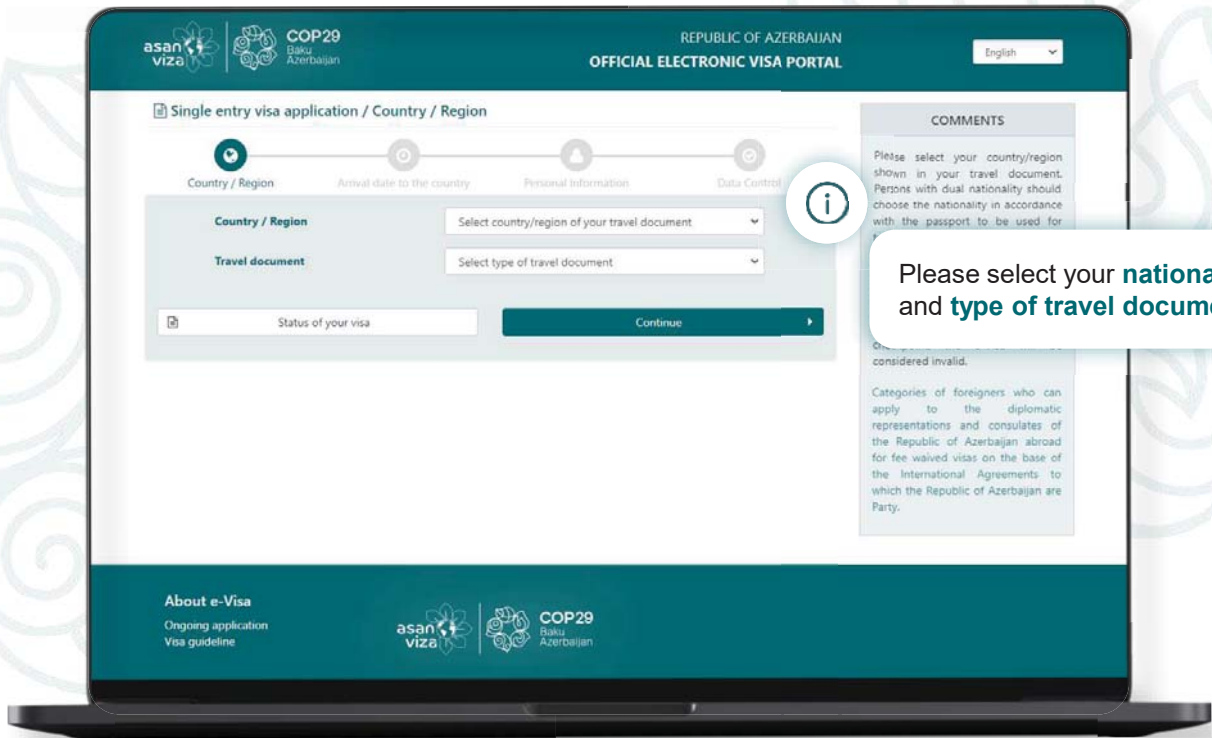 asan
viza
COP29
Baku
Azerbaijan
REPUBLIC OF AZERBAIJAN
OFFICIAL ELECTRONIC VISA PORTAL
English
Single entry visa application / Country / Region
Country / Region
Arrival date to the country
Personal Information
Data Control
Country / Region
Select country/region of your travel document
Travel document
Select type of travel document
Status of your visa
Continue
COMMENTS
Please select your country/region
shown in your travel document.
Persons with dual nationality should
choose the nationality in accordance
with the passport to be used for
considered invalid.
Categories of foreigners who can
apply to the diplomatic
representations and consulates of
the Republic of Azerbaijan abroad
for fee waived visas on the base of
the International Agreements to
which the Republic of Azerbaijan are
Party.
Please select your nationa
and type of travel docume
About e-Visa
Ongoing application
Visa guideline
asan
viza
COP29
Baku
Azerbaijan